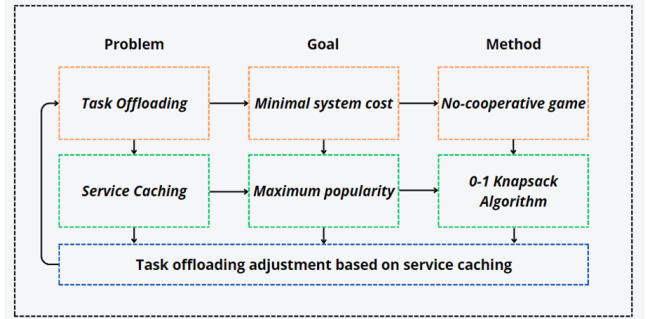 Problem Goal Method
Task Offloading Minimal system cost No-cooperative game
Service Caching Maximum popularity 0-1 Knapsack
Algorithm
Task offloading adjustment based on service caching